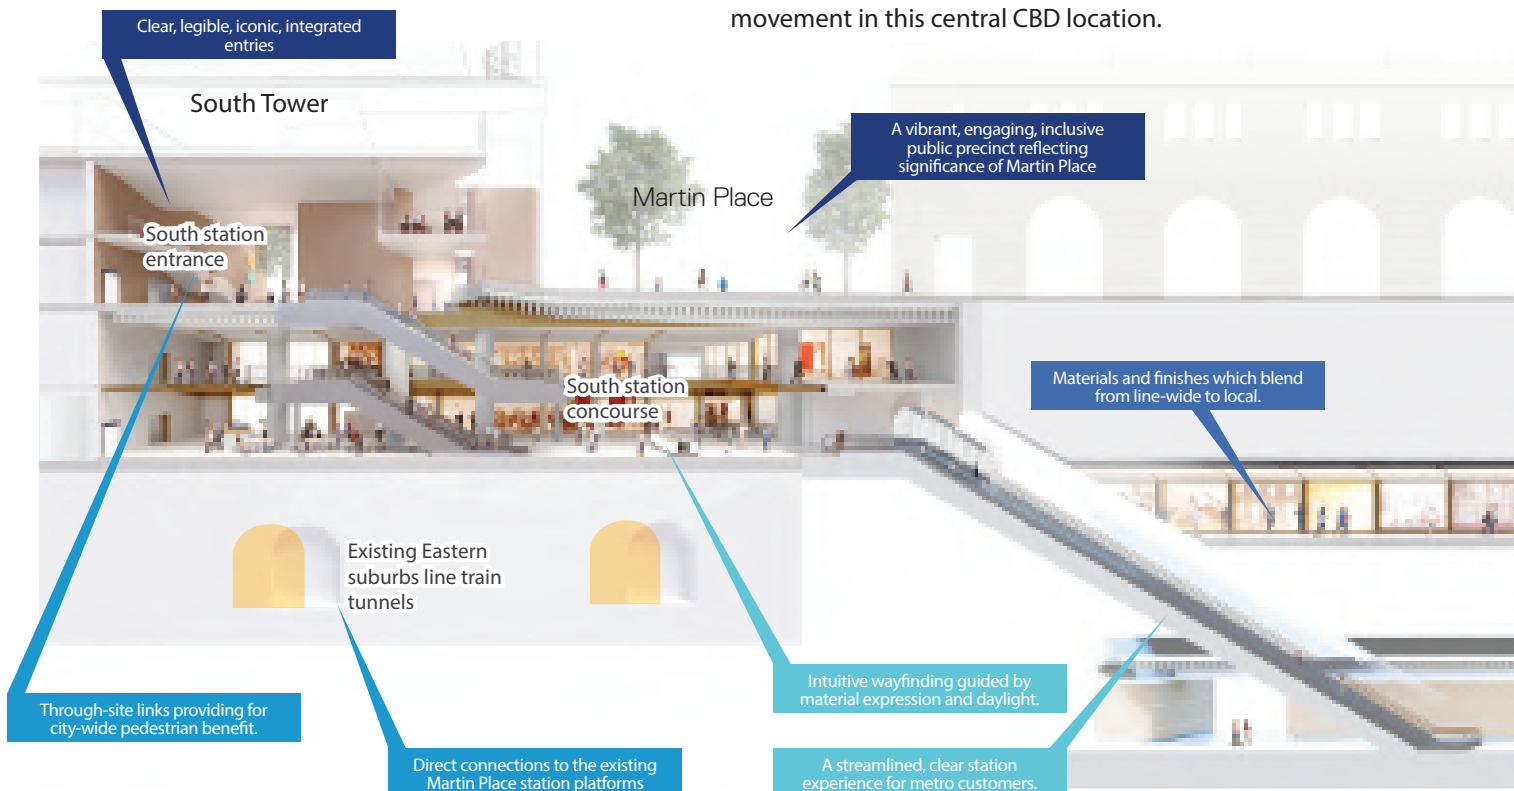 movement in this central CBD location.
Clear, legible, iconic, integrated
entries
South Tower
A vibrant, engaging, inclusive
public precinct reflecting
significance of Martin Place
Martin Place
South station
entrance
Materials and finishes which blend
from line-wide to local.
South station
concourse
Existing Eastern
suburbs line train
tunnels
Intuitive wayfinding guided by
material expression and daylight.
Through-site links providing for
city-wide pedestrian benefit.
Direct connections to the existing
Martin Place station platforms
A streamlined, clear station
experience for metro customers.